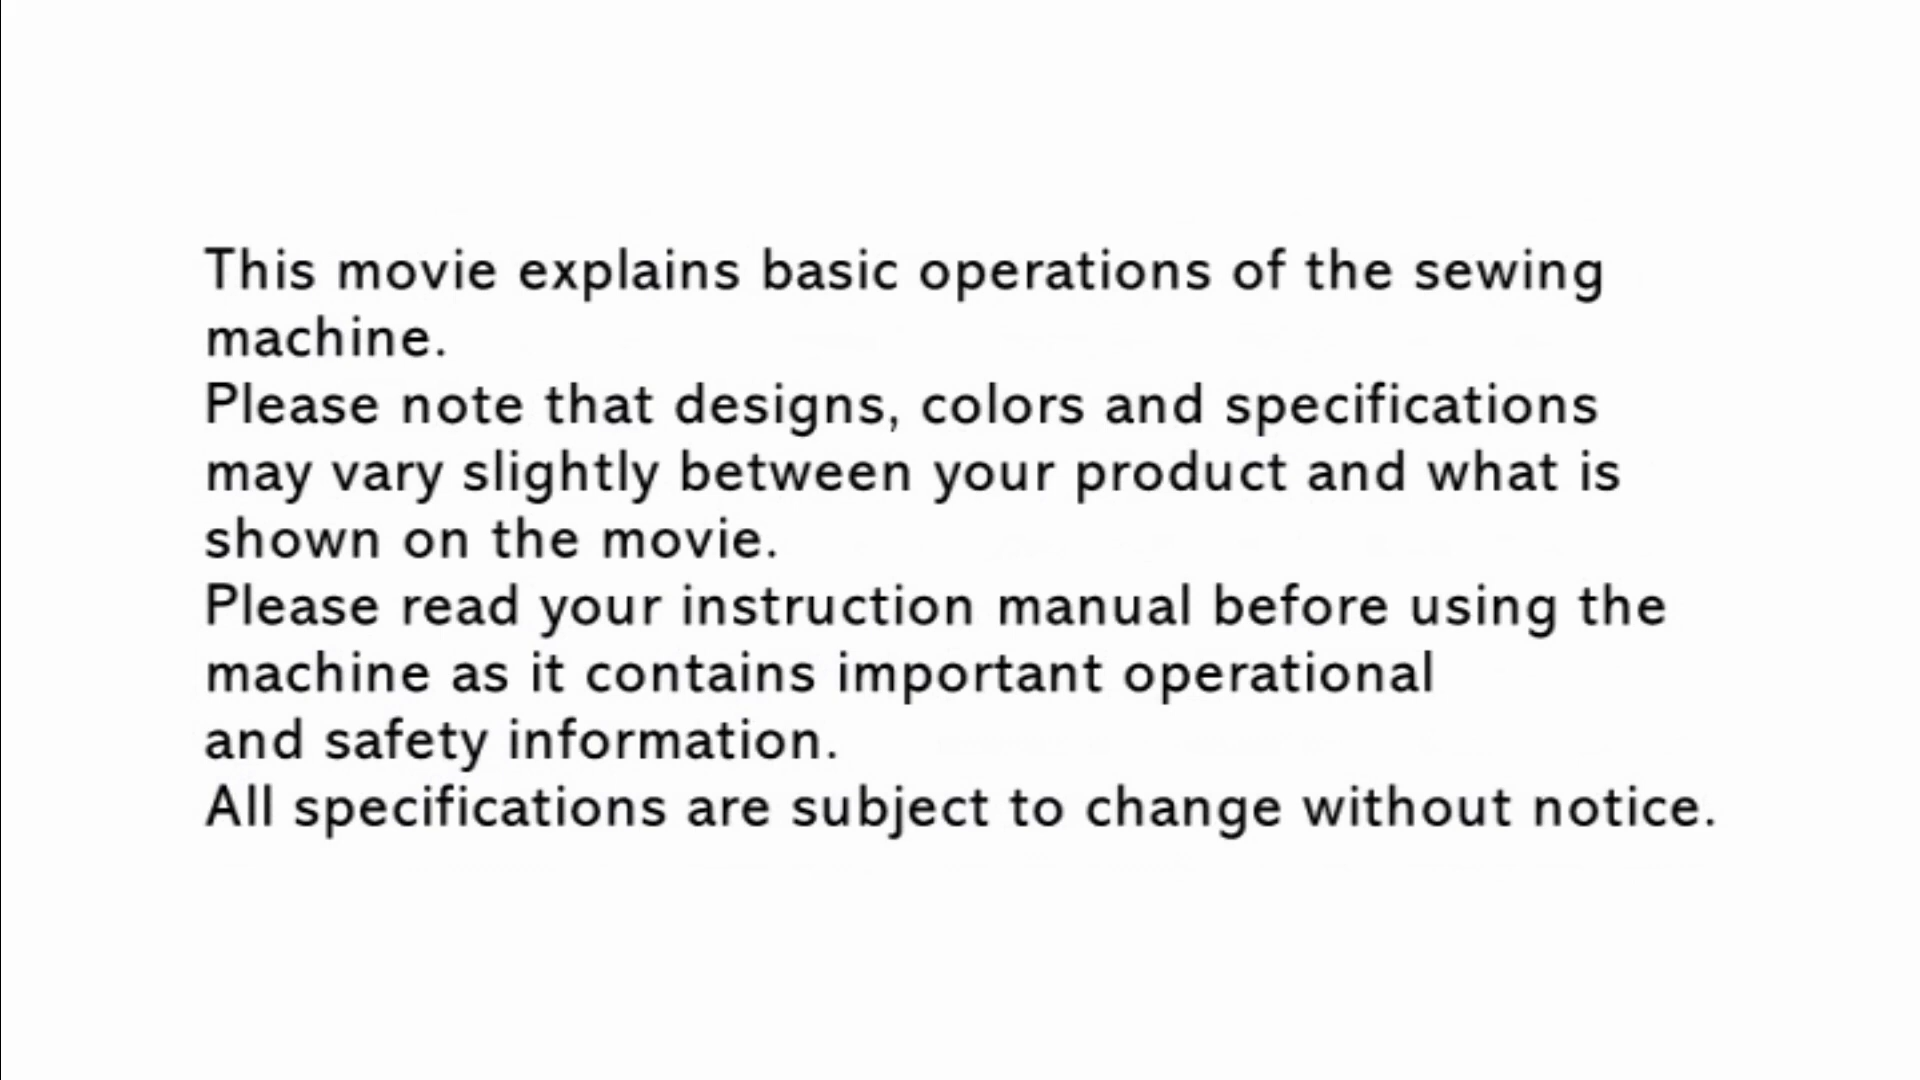 This movie explains basic operations of the sewing
machine.
Please note that designs, colors and specifications
may vary slightly between your product and what is
shown on the movie.
Please read your instruction manual before using the
machine as it contains important operational
and safety information.
All specifications are subject to change without notice.